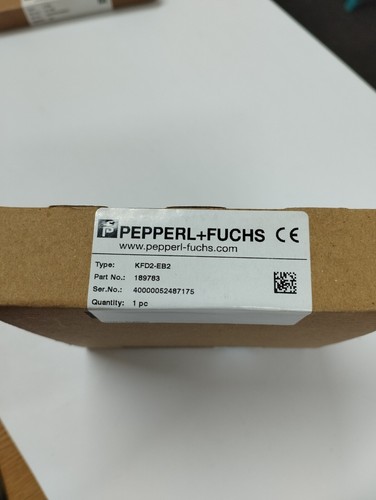 PEPPERL+FUCHS CE
www.pepperl-fuchs.com
Type: KFD2-EB2
Part No.: 189783
Ser.No.: 40000052487175
Quantity: 1 pc